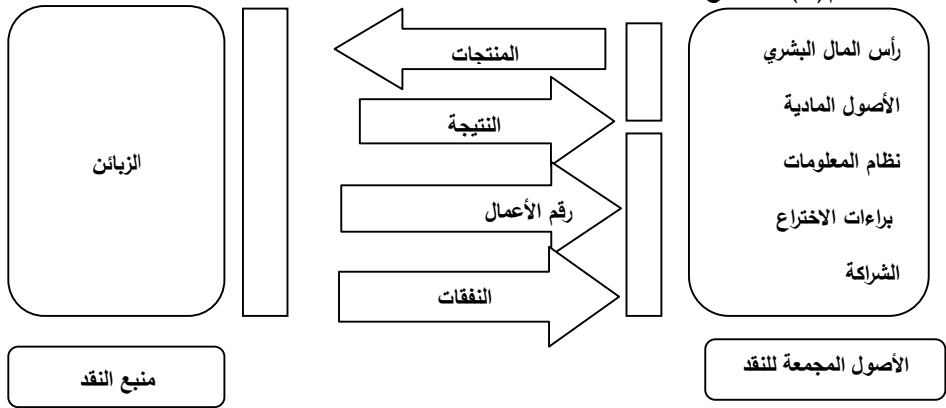 رأس المال البشري
الأصول المادية
نظام المعلومات
براءات الاختراع
الشراكة
المنتجات
النتيجة
رقم الأعمال
النفقات
الزبائن
الأصول المجمعة للنقد
منبع النقد